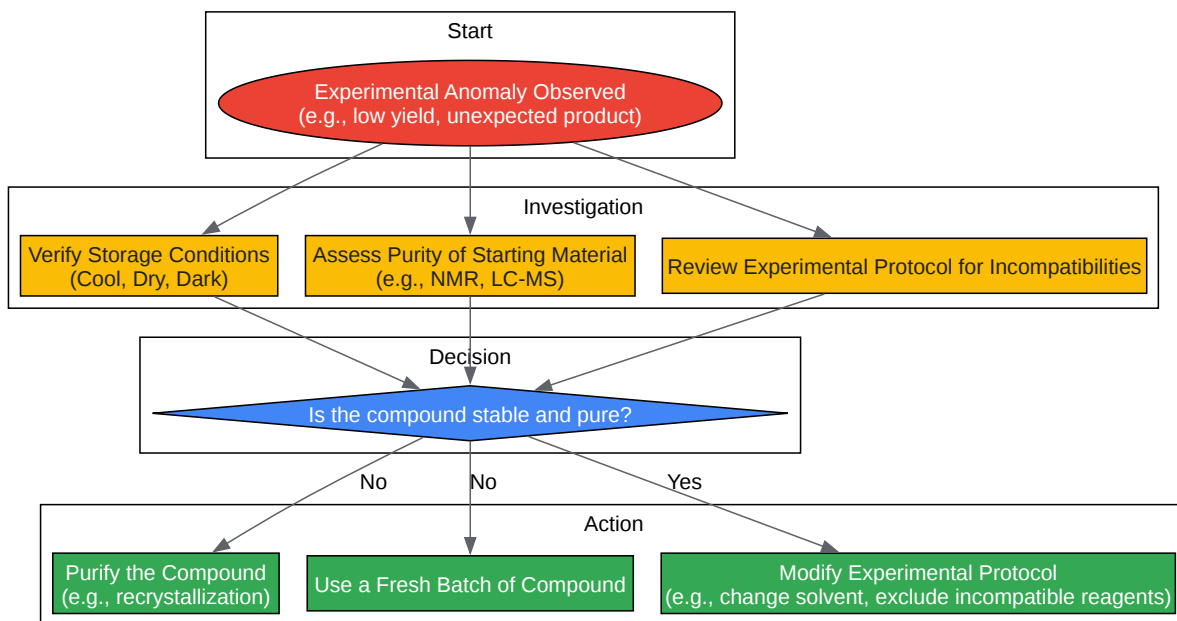 Start
Experimental Anomaly Observed
(e.g., low yield, unexpected product)
Investigation
Verify Storage Conditions
(Cool, Dry, Dark)
Assess Purity of Starting Material
(e.g., NMR, LC-MS)
Review Experimental Protocol for Incompatibilities
Decision
Is the compound stable and pure?
No
No
Yes
Action
Purify the Compound
(e.g., recrystallization)
Use a Fresh Batch of Compound
Modify Experimental Protocol
(e.g., change solvent, exclude incompatible reagents)